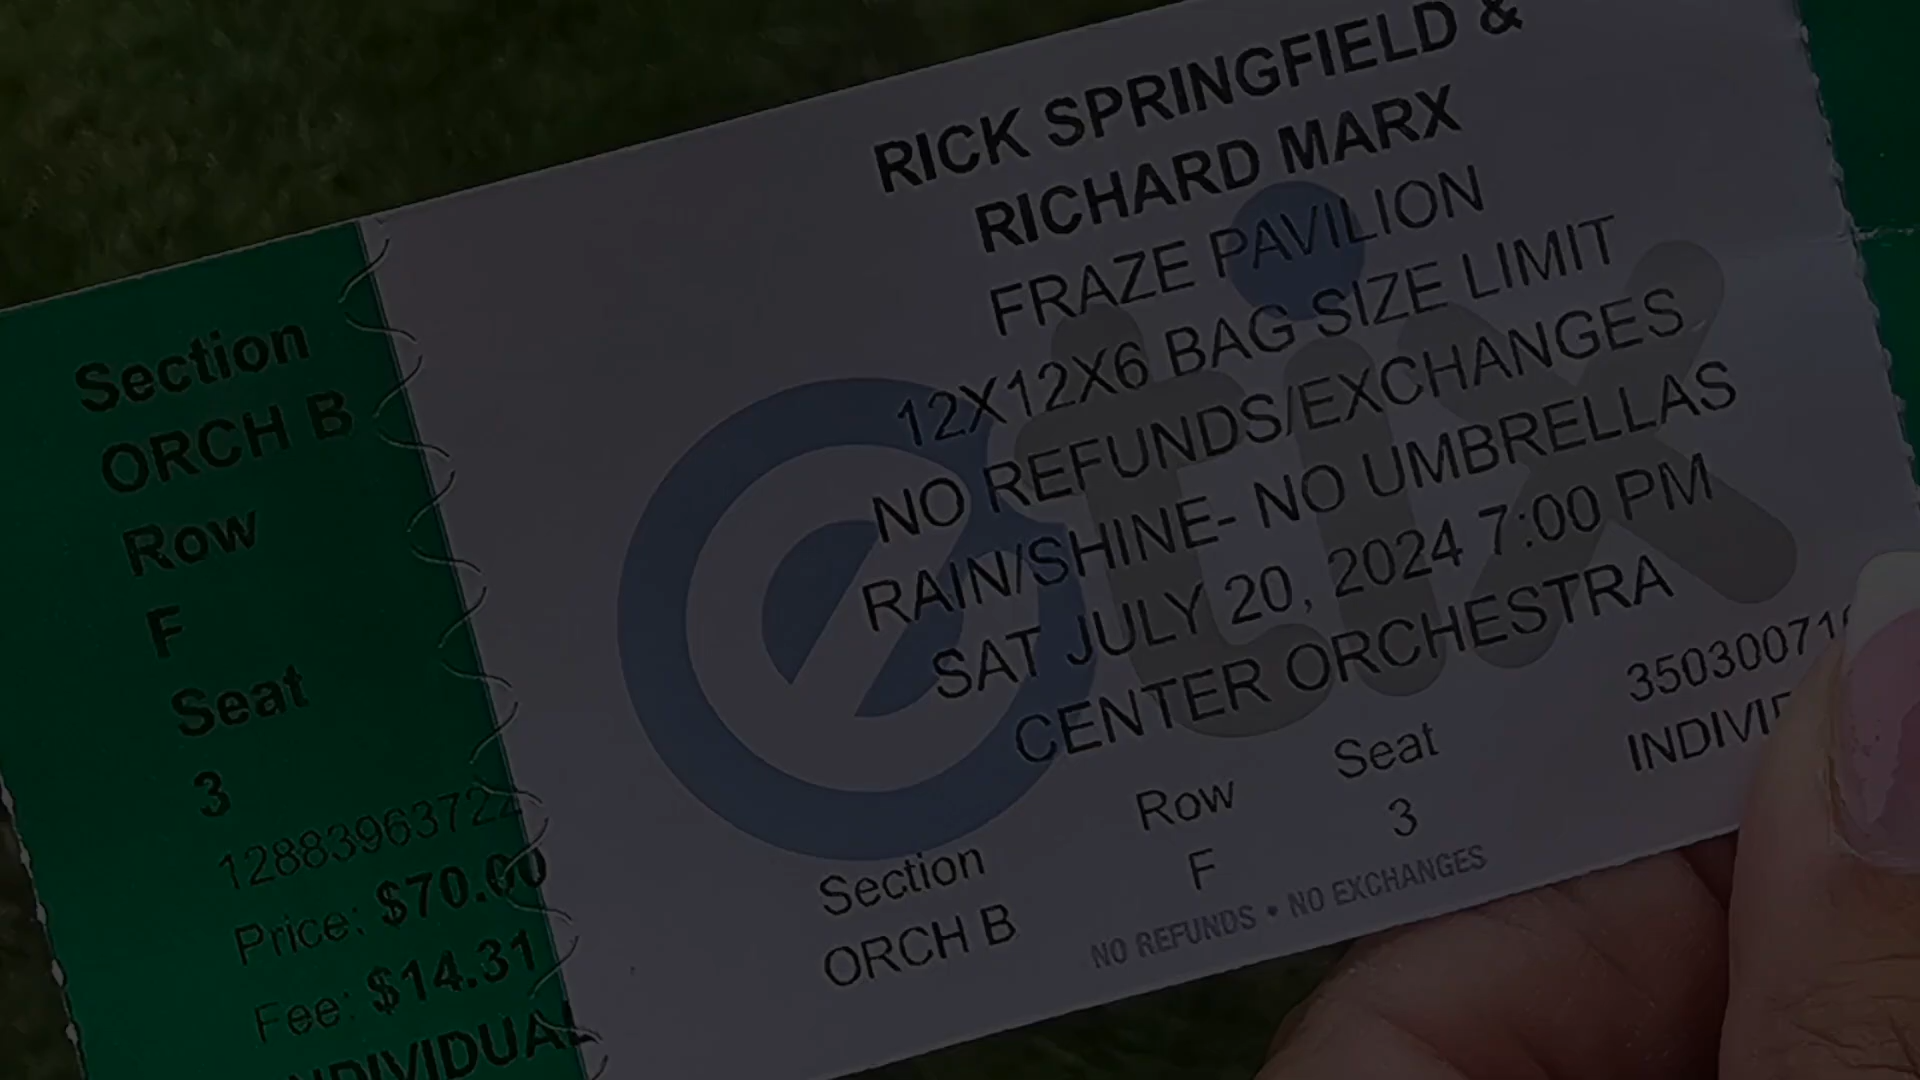 Section
ORCH B
Row
F
Seat
3
12883963722
Price: $70.00
Fee: $14.31
INDIVIDUAL
RICK SPRINGFIELD &
RICHARD MARX
FRAZE PAVILION
12X12X6 BAG SIZE LIMIT
NO REFUNDS/EXCHANGES
RAIN/SHINE- NO UMBRELLAS
SAT JULY 20, 2024 7:00 PM
CENTER ORCHESTRA
Section Row Seat
ORCH B F 3
NO REFUNDS • NO EXCHANGES
etix